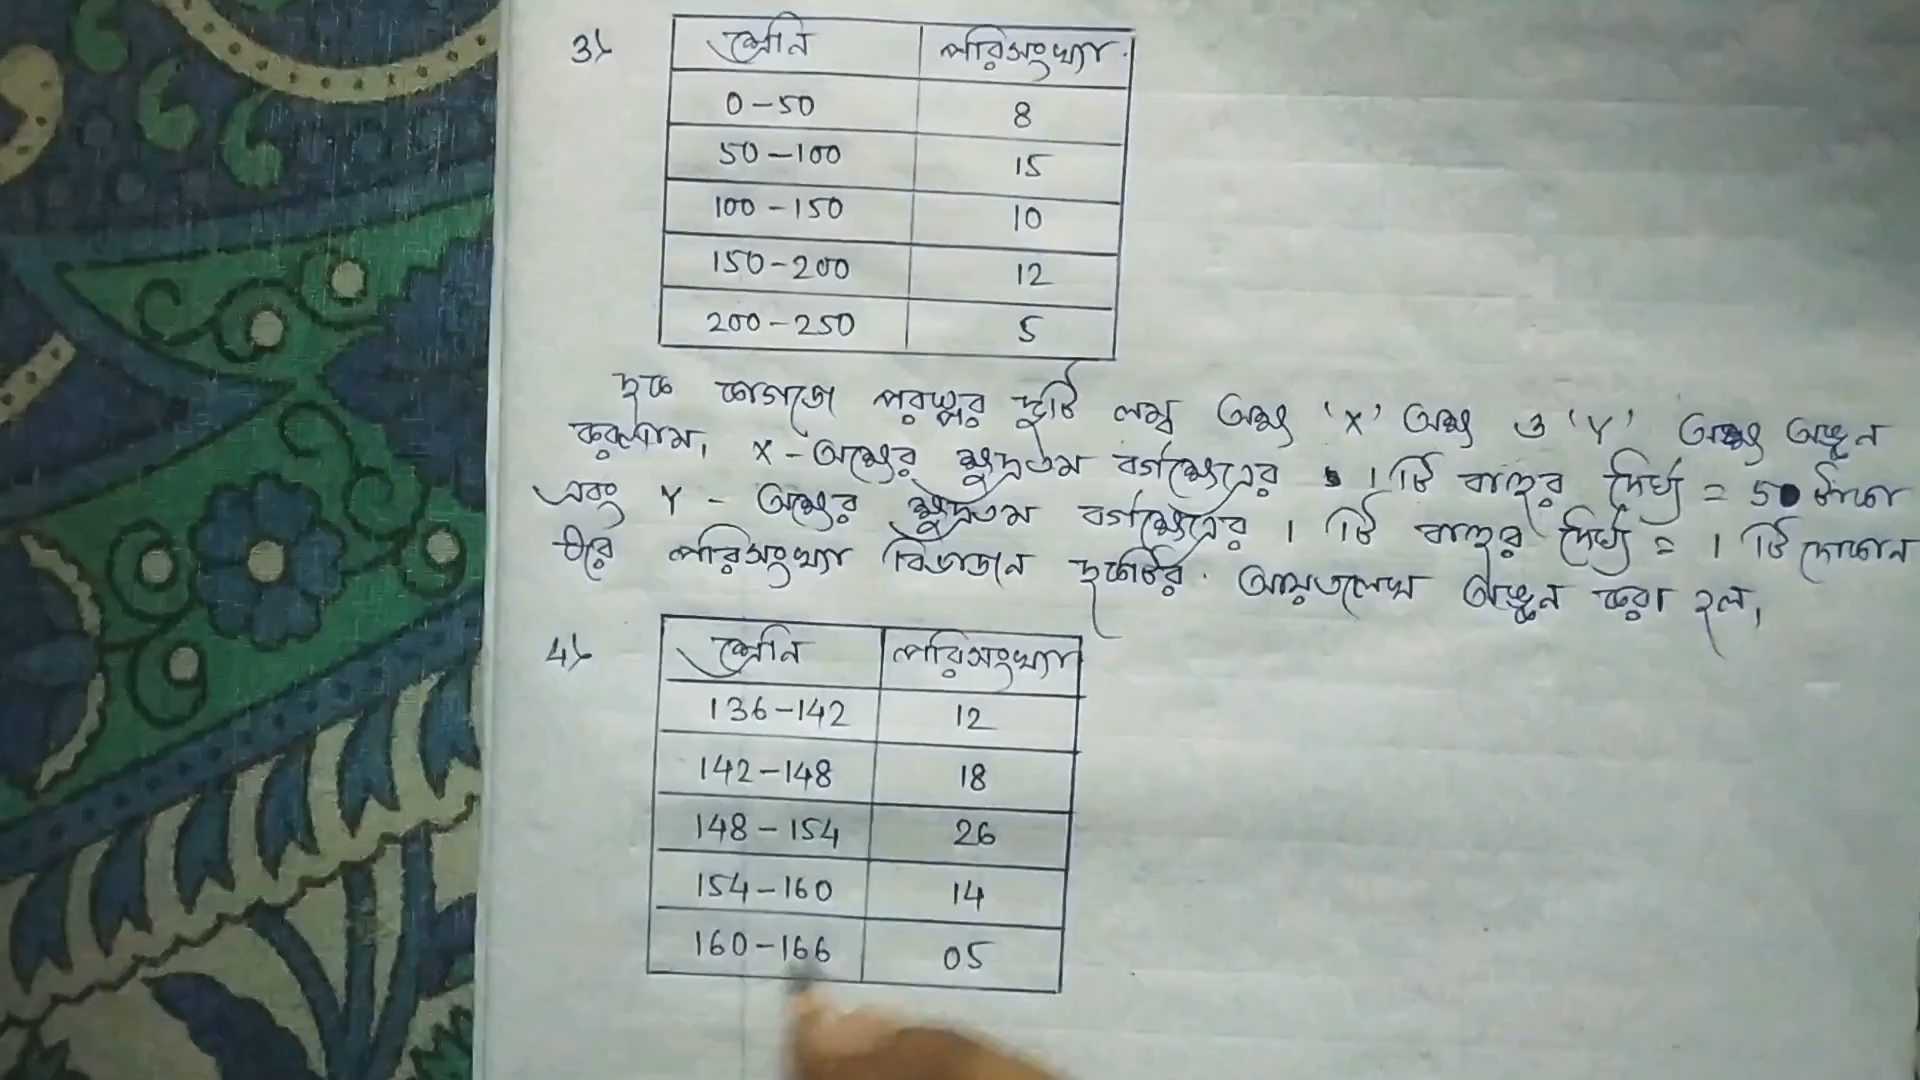 3) শ্রেনি পরিসংখ্যা
0-50 8
50-100 15
100-150 10
150-200 12
200-250 5
ছক কাগজে পরস্পর দুটি লম্ব অক্ষ 'X' অক্ষ ও 'Y' অক্ষ অঙ্কন
করলাম, X-অক্ষের ক্ষুদ্রতম বর্গক্ষেত্রের 1টি বাহুর দৈর্ঘ্য = 50 টাকা
এবং Y - অক্ষের ক্ষুদ্রতম বর্গক্ষেত্রের 1 টি বাহুর দৈর্ঘ্য = 1 টি দোকান
ধরে পরিসংখ্যা বিভাজন ছকটির আয়তলেখ অঙ্কন করা হল,
4) শ্রেনি পরিসংখ্যা
136-142 12
142-148 18
148-154 26
154-160 14
160-166 05